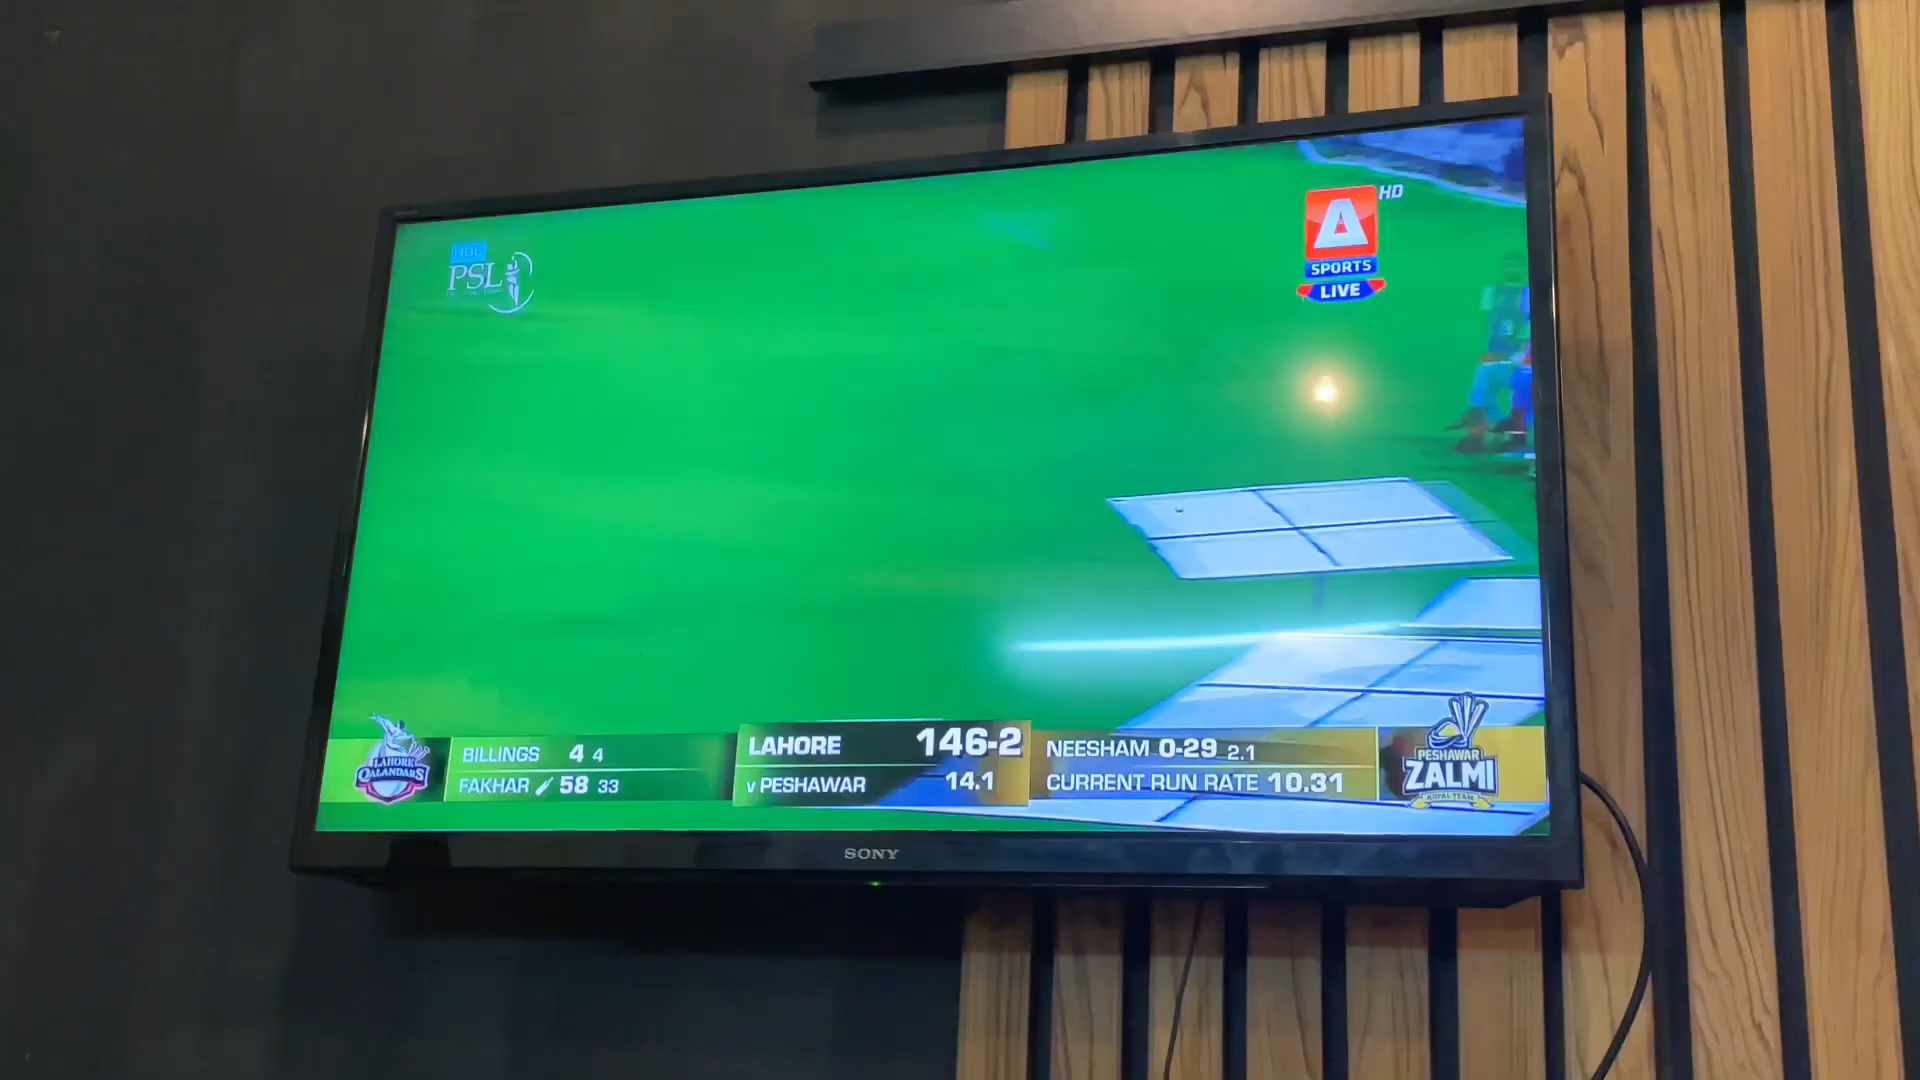 HBL
PSL
HD
A
SPORTS
LIVE
LAHORE
QALANDARS
BILLINGS 4 4
FAKHAR 58 33
LAHORE 146-2
v PESHAWAR 14.1
NEESHAM 0-29 2.1
CURRENT RUN RATE 10.31
PESHAWAR
ZALMI
SONY